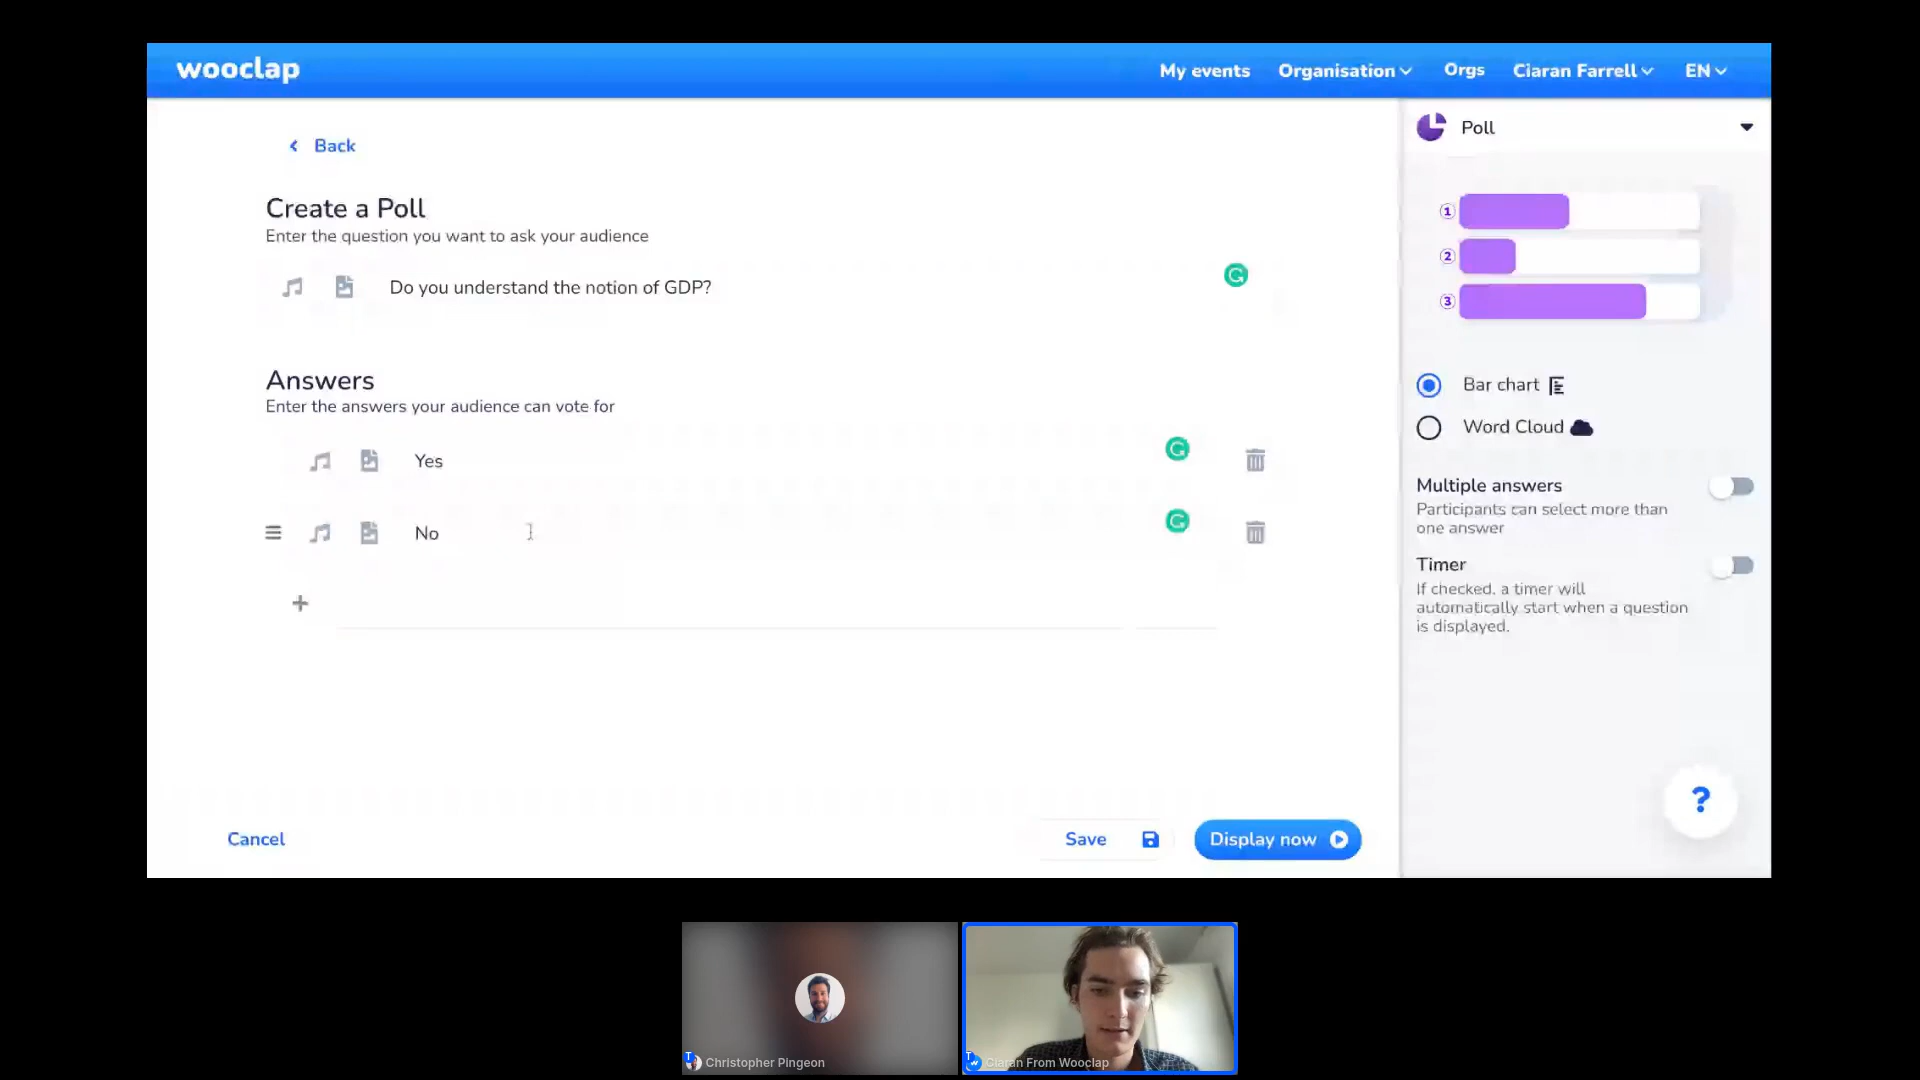 wooclap
My events Organisation Orgs Ciaran Farrell EN
Back
Create a Poll
Enter the question you want to ask your audience
Do you understand the notion of GDP?
Answers
Enter the answers your audience can vote for
Yes
No
Cancel
Save
Display now
Poll
1
2
3
Bar chart
Word Cloud
Multiple answers
Participants can select more than
one answer
Timer
If checked, a timer will
automatically start when a question
is displayed.
?
Christopher Pingeon
Ciaran From Wooclap